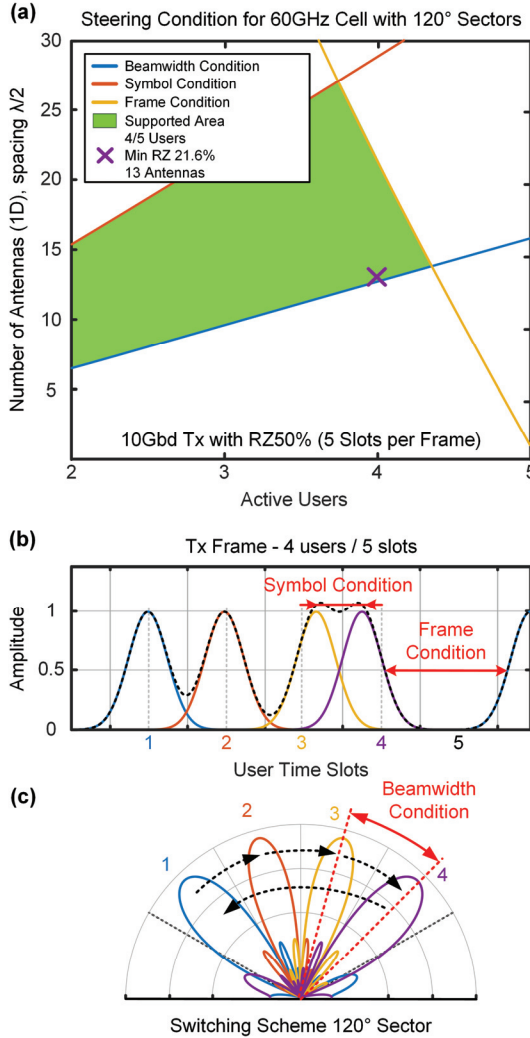 (a)
Steering Condition for 60GHz Cell with 120° Sectors
30
25
20
15
10
5
Number of Antennas (1D), spacing λ/2
Beamwidth Condition
Symbol Condition
Frame Condition
Supported Area
4/5 Users
Min RZ 21.6%
13 Antennas
10Gbd Tx with RZ50% (5 Slots per Frame)
2 3 4 5
Active Users
(b)
Tx Frame - 4 users / 5 slots
Symbol Condition
Frame
Condition
Amplitude
1
0.5
0
1 2 3 4 5
User Time Slots
(c)
Beamwidth
Condition
1 2 3 4
Switching Scheme 120° Sector